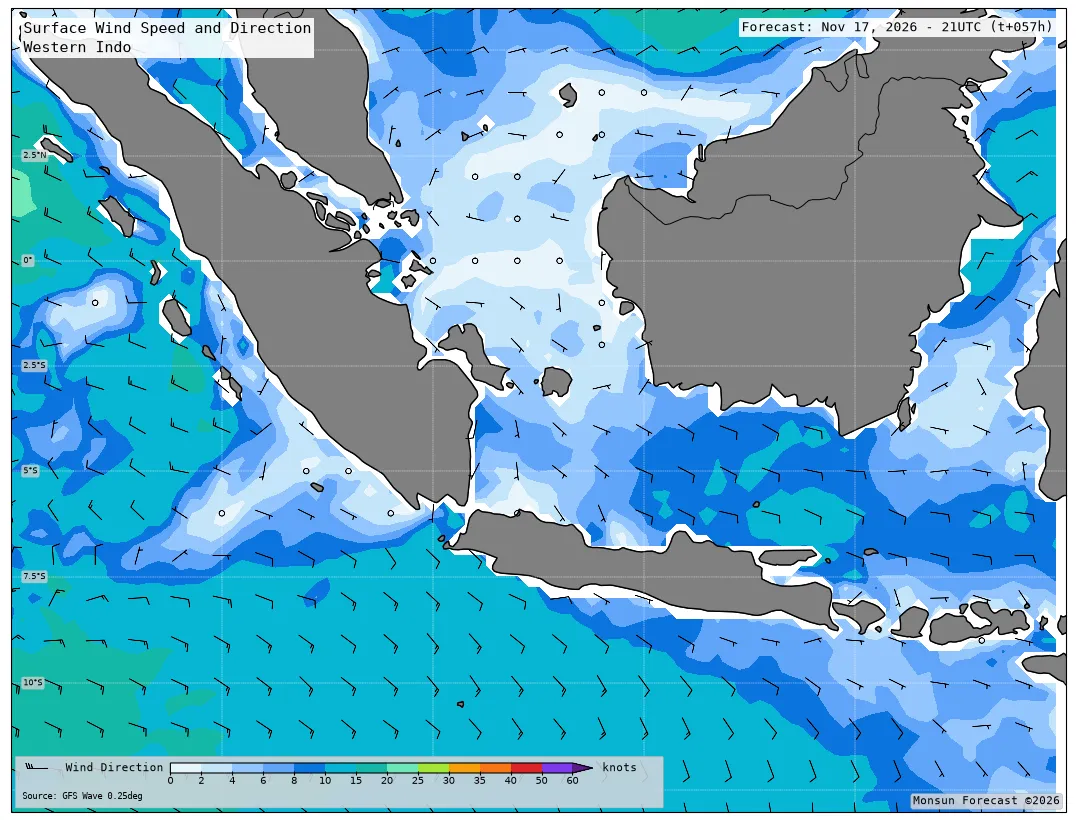 Surface Wind Speed and Direction
Western Indo
Forecast: Nov 17, 2026 - 21UTC (t+057h)
2.5°N
0°
2.5°S
5°S
7.5°S
10°S
Wind Direction
0 2 4 6 8 10 15 20 25 30 35 40 50 60
knots
Source: GFS Wave 0.25deg
Monsun Forecast ©2026